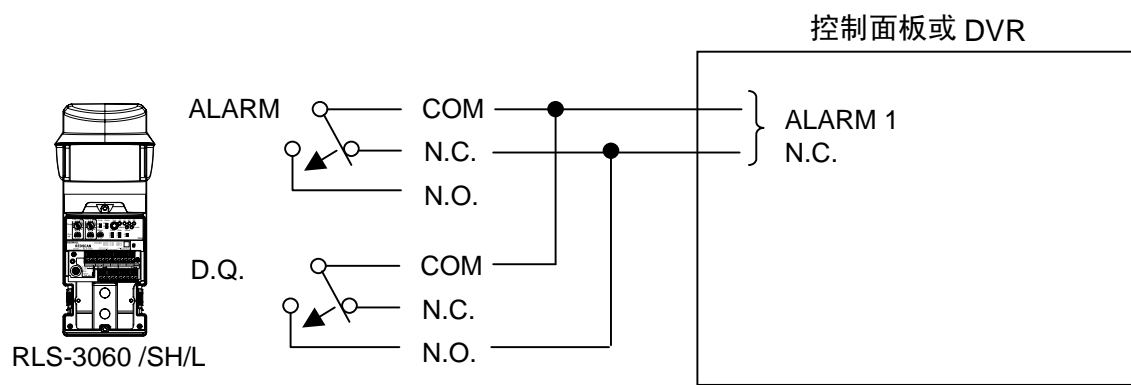 控制面板或 DVR
ALARM
COM
N.C.
N.O.
ALARM 1
N.C.
D.Q.
COM
N.C.
N.O.
RLS-3060 /SH/L